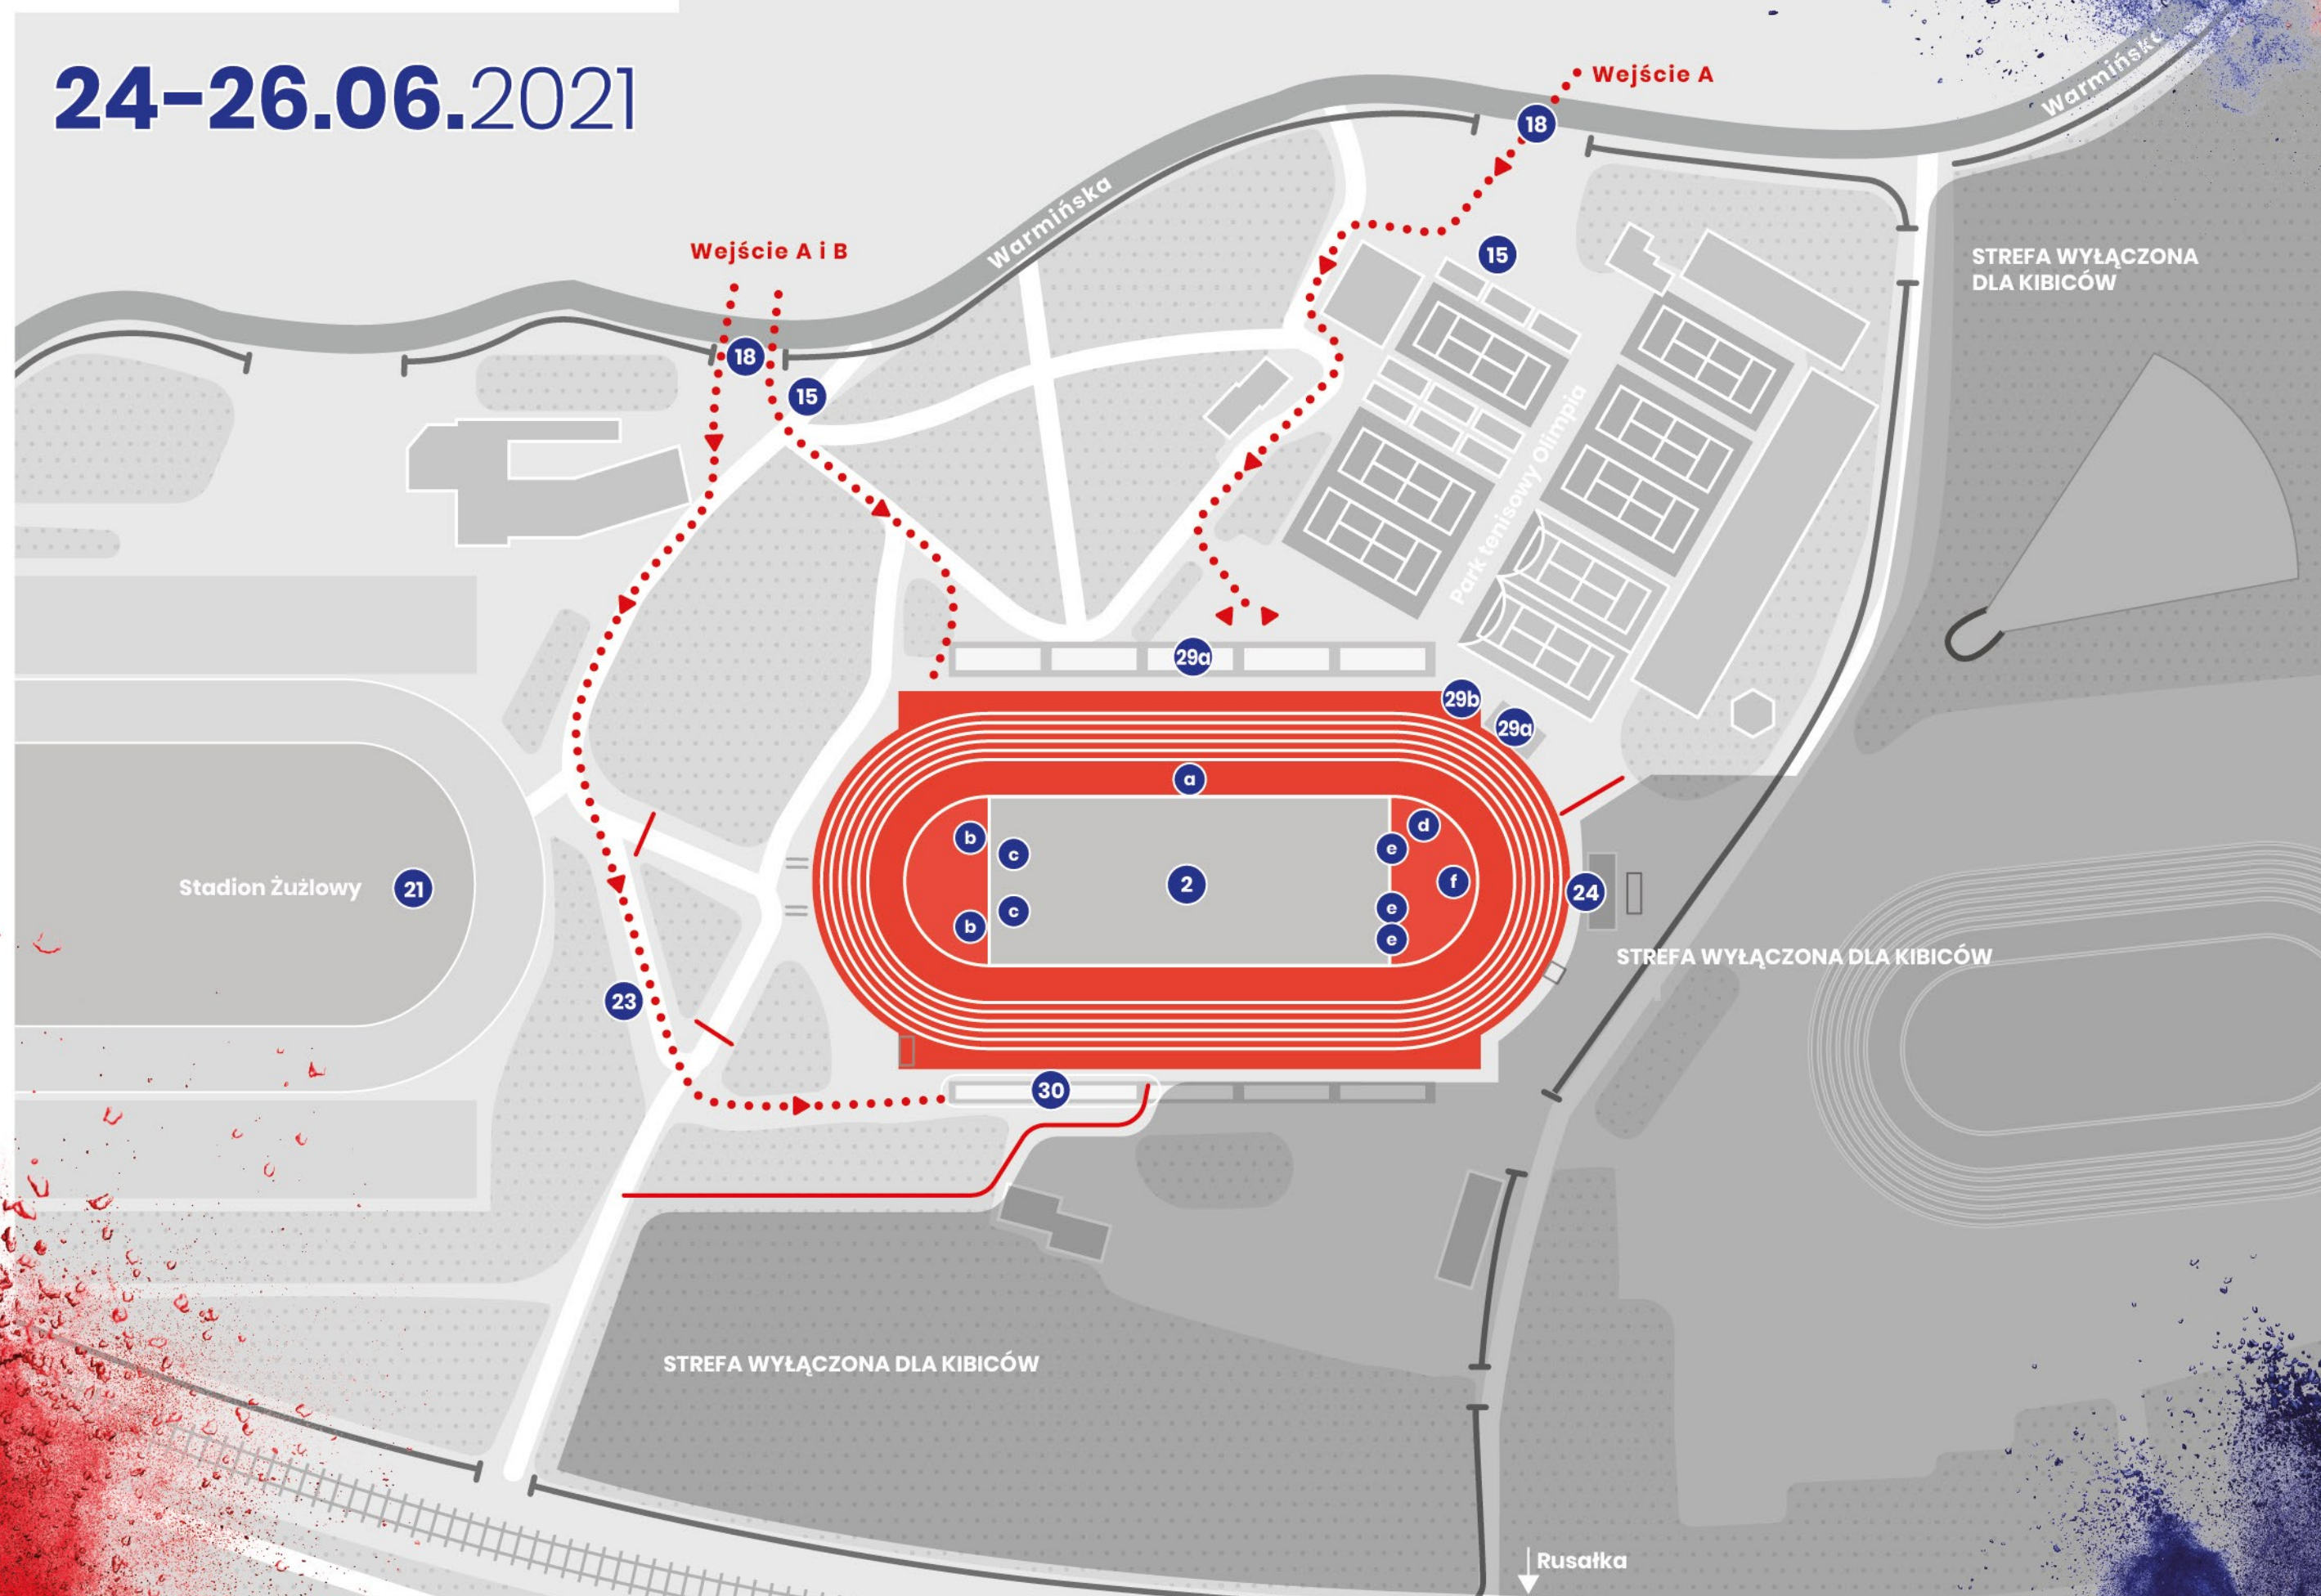 24-26.06.2021
Wejście A
18
Warmińska
Warmińska
Wejście A i B
15
STREFA WYŁĄCZONA
DLA KIBICÓW
18
15
Park tenisowy Olimpia
29a
29b
29a
a
b
c
d
e
2
f
24
Stadion Żużlowy
21
b
c
e
e
STREFA WYŁĄCZONA DLA KIBICÓW
23
30
STREFA WYŁĄCZONA DLA KIBICÓW
Rusałka